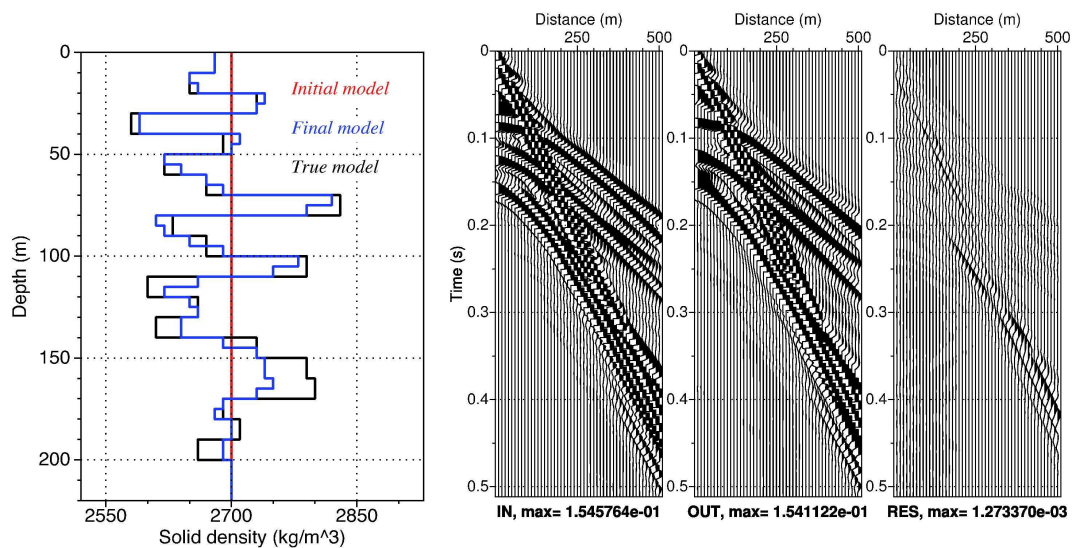 Distance (m)
Distance (m)
Distance (m)
250
500
250
500
250
500
0
50
100
150
200
Depth (m)
Initial model
Final model
True model
2550
2700
2850
Solid density (kg/m^3)
0
0.1
0.2
0.3
0.4
0.5
Time (s)
0
0.1
0.2
0.3
0.4
0.5
0
0.1
0.2
0.3
0.4
0.5
IN, max= 1.545764e-01
OUT, max= 1.541122e-01
RES, max= 1.273370e-03